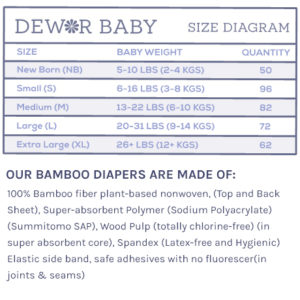 DEWOR BABY SIZE DIAGRAM
SIZE BABY WEIGHT QUANTITY
New Born (NB) 5-10 LBS (2-4 KGS) 50
Small (S) 6-16 LBS (3-8 KGS) 96
Medium (M) 13-22 LBS (6-10 KGS) 82
Large (L) 20-31 LBS (9-14 KGS) 72
Extra Large (XL) 26+ LBS (12+ KGS) 62
OUR BAMBOO DIAPERS ARE MADE OF:
100% Bamboo fiber plant-based nonwoven, (Top and Back
Sheet), Super-absorbent Polymer (Sodium Polyacrylate)
(Summitomo SAP), Wood Pulp (totally chlorine-free) (in
super absorbent core), Spandex (Latex-free and Hygienic)
Elastic side band, safe adhesives with no fluorescer(in
joints & seams)